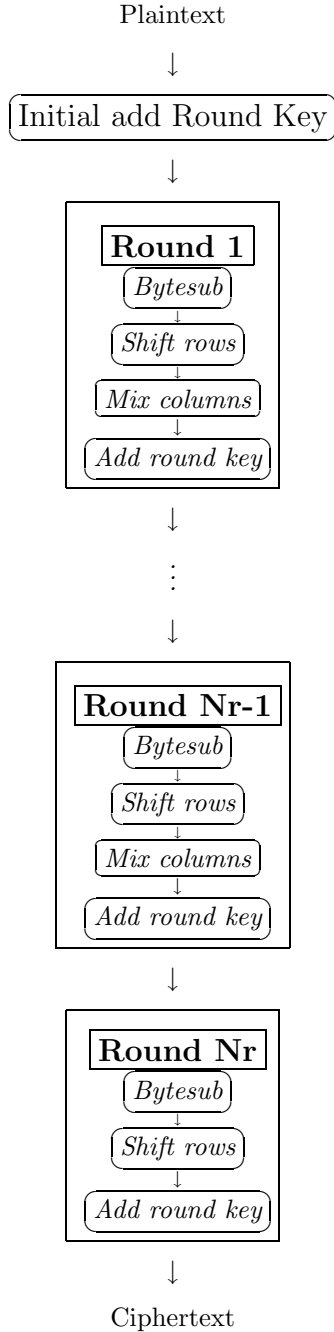 Plaintext
↓
Initial add Round Key
↓
Round 1
Bytesub
↓
Shift rows
↓
Mix columns
↓
Add round key
↓
⋮
↓
Round Nr-1
Bytesub
↓
Shift rows
↓
Mix columns
↓
Add round key
↓
Round Nr
Bytesub
↓
Shift rows
↓
Add round key
↓
Ciphertext